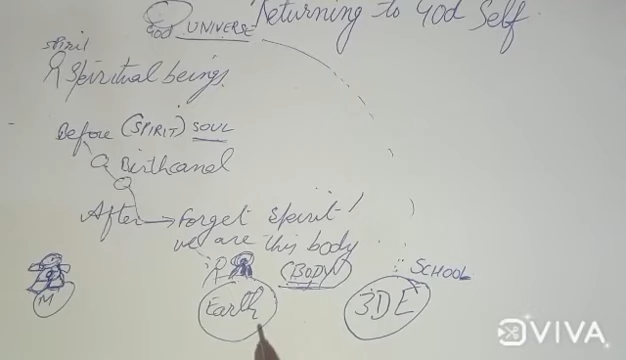 Returning to God Self
God UNIVERSE
spirit
Spiritual beings
Before (SPIRIT) SOUL
Birthcanal
After → Forget Spirit
we are this body
(BODY)
SCHOOL
M
Earth
3DE
VIVA